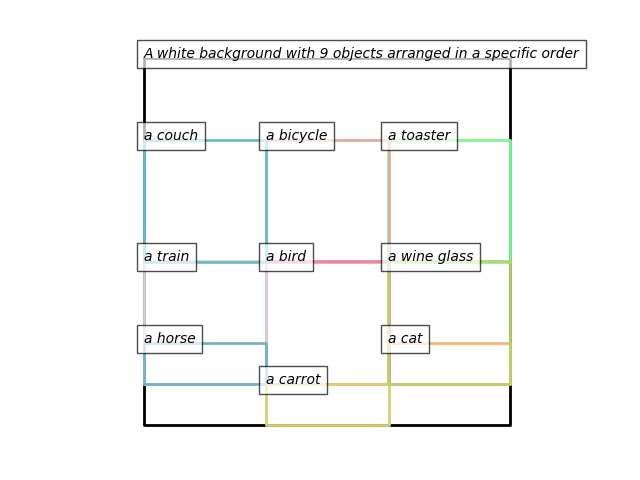 A white background with 9 objects arranged in a specific order
a couch
a bicycle
a toaster
a train
a bird
a wine glass
a horse
a cat
a carrot